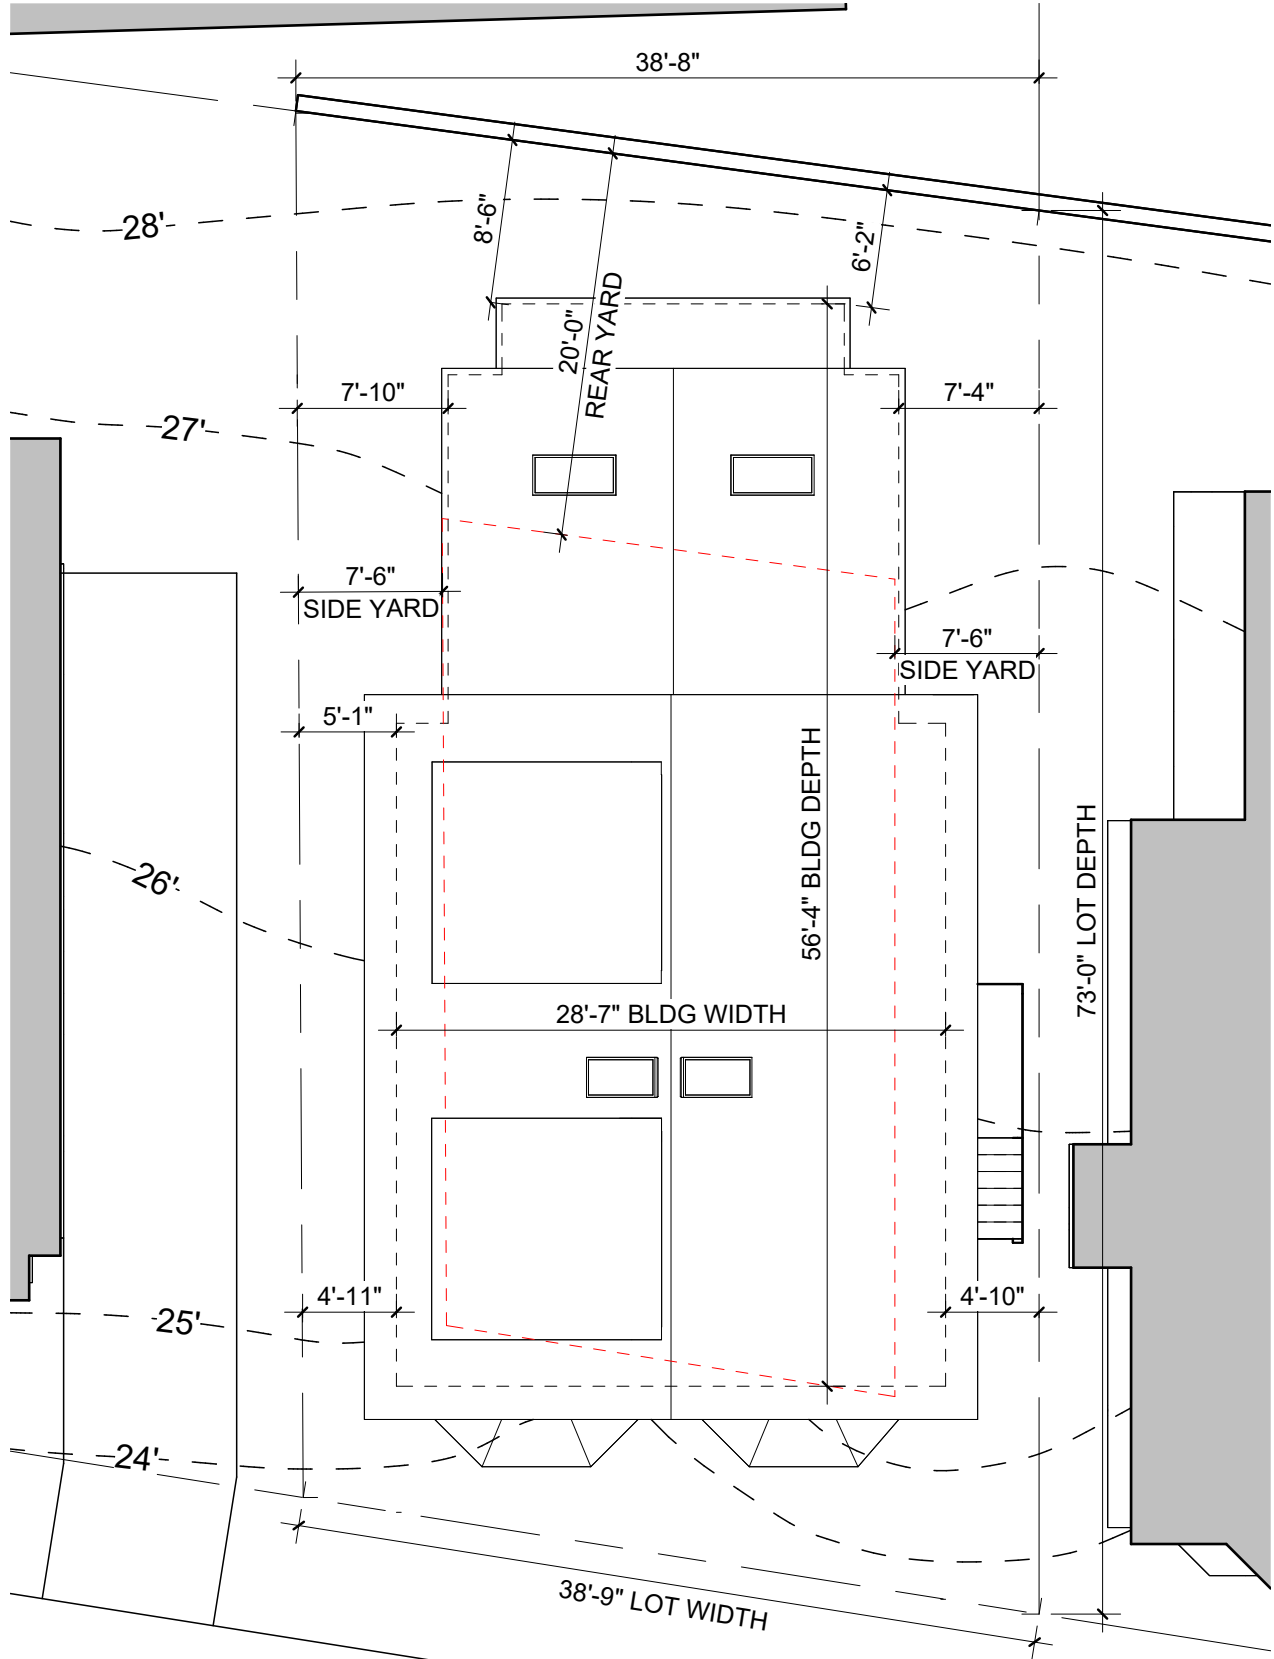 38'-8"
28'
8'-6"
6'-2"
20'-0"
REAR YARD
7'-10"
7'-4"
27'
7'-6"
SIDE YARD
7'-6"
SIDE YARD
5'-1"
56'-4" BLDG DEPTH
73'-0" LOT DEPTH
26'
28'-7" BLDG WIDTH
4'-11"
4'-10"
25'
24'
38'-9" LOT WIDTH